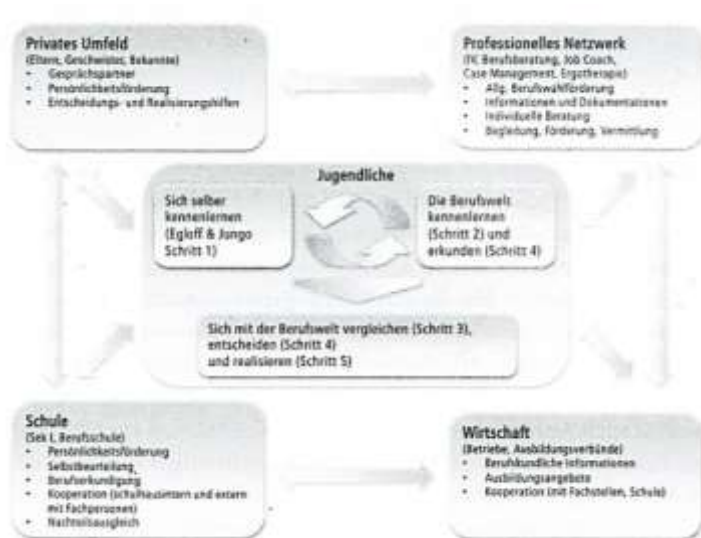 Privates Umfeld
(Eltern, Geschwister, Bekannte)
• Gesprächspartner
• Persönlichkeitsförderung
• Entscheidungs- und Realisierungshilfen
Professionelles Netzwerk
(IV, Berufsberatung, Job Coach,
Case Management, Ergotherapie)
• Allg. Berufswahlförderung
• Informationen und Dokumentationen
• Individuelle Beratung
• Begleitung, Förderung, Vermittlung
Jugendliche
Sich selber
kennenlernen
(Egloff & Jungo
Schritt 1)
Die Berufswelt
kennenlernen
(Schritt 2) und
erkunden (Schritt 4)
Sich mit der Berufswelt vergleichen (Schritt 3),
entscheiden (Schritt 4)
und realisieren (Schritt 5)
Schule
(Sek I, Berufsschule)
• Persönlichkeitsförderung
• Selbstbeurteilung
• Berufserkundigung
• Kooperation (schulhausintern und extern
mit Fachpersonen)
• Nachteilsausgleich
Wirtschaft
(Betriebe, Ausbildungsverbünde)
• Berufskundliche Informationen
• Ausbildungsangebote
• Kooperation (mit Fachstellen, Schule)